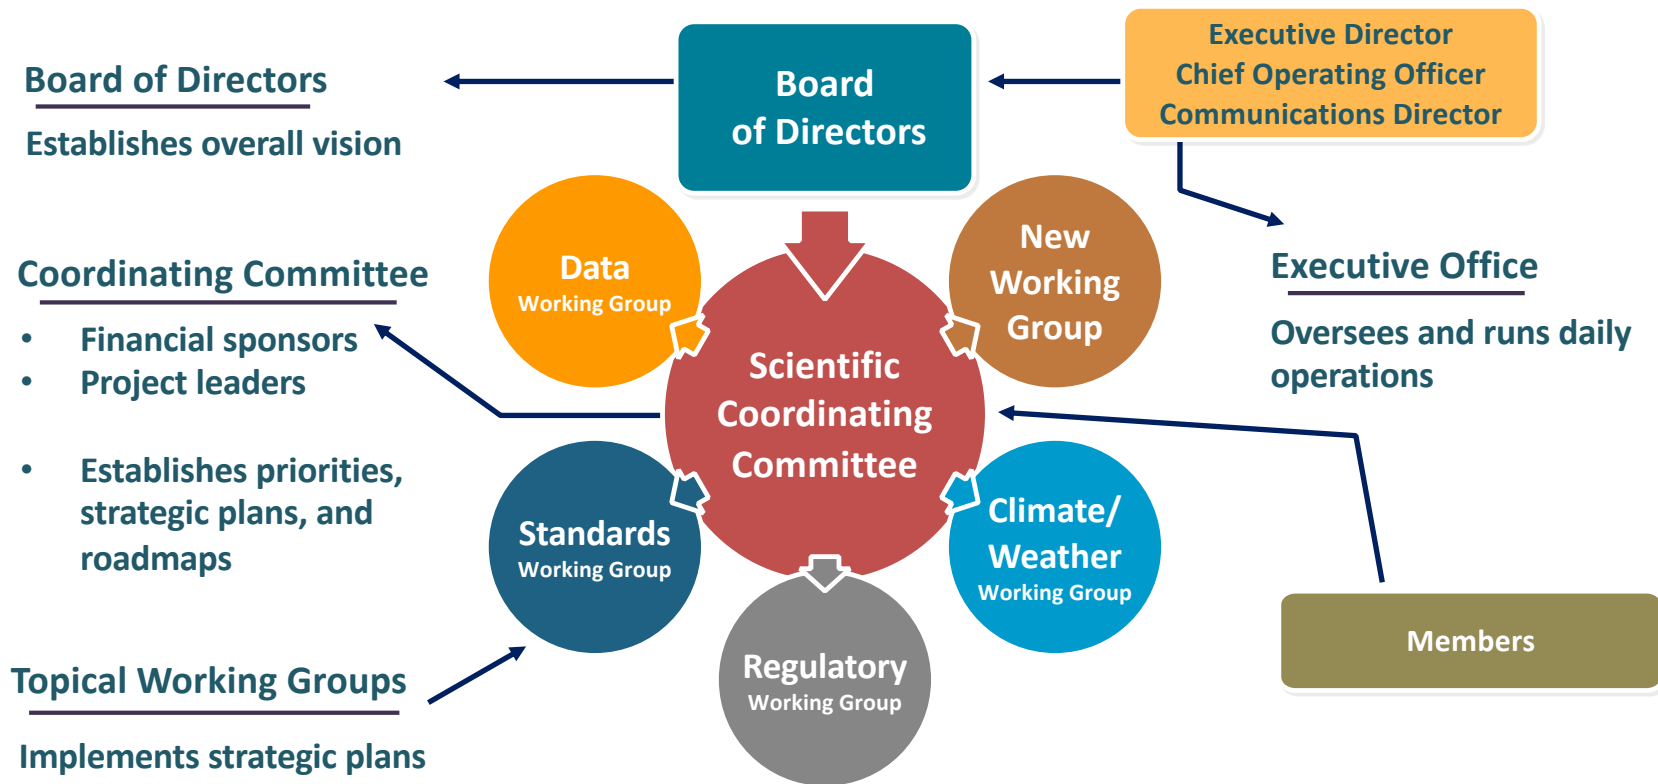 Board of Directors
Establishes overall vision
Board
of Directors
Executive Director
Chief Operating Officer
Communications Director
Coordinating Committee
• Financial sponsors
• Project leaders
• Establishes priorities,
strategic plans, and
roadmaps
Data
Working Group
New
Working
Group
Scientific
Coordinating
Committee
Executive Office
Oversees and runs daily
operations
Standards
Working Group
Climate/
Weather
Working Group
Regulatory
Working Group
Members
Topical Working Groups
Implements strategic plans